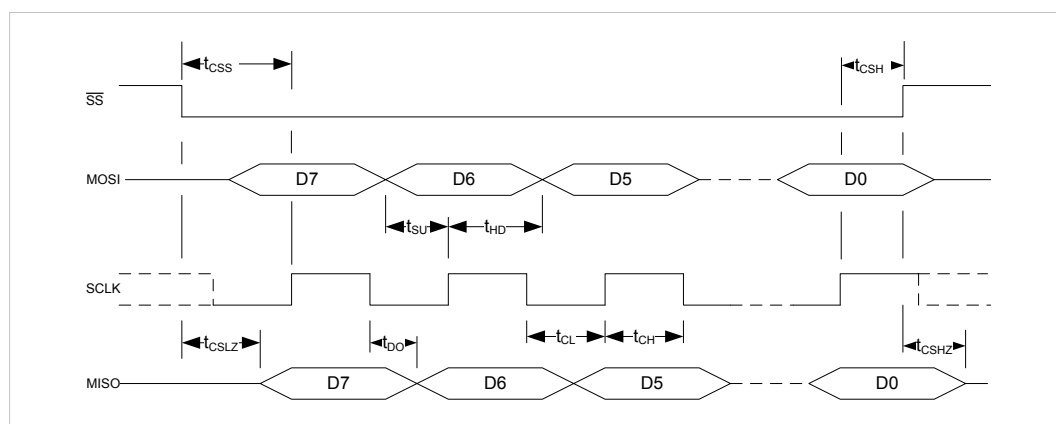 tCSS
tCSH
SS
MOSI
D7
D6
D5
D0
tSU
tHD
SCLK
tCSLZ
tDO
tCL
tCH
tCSHZ
MISO
D7
D6
D5
D0